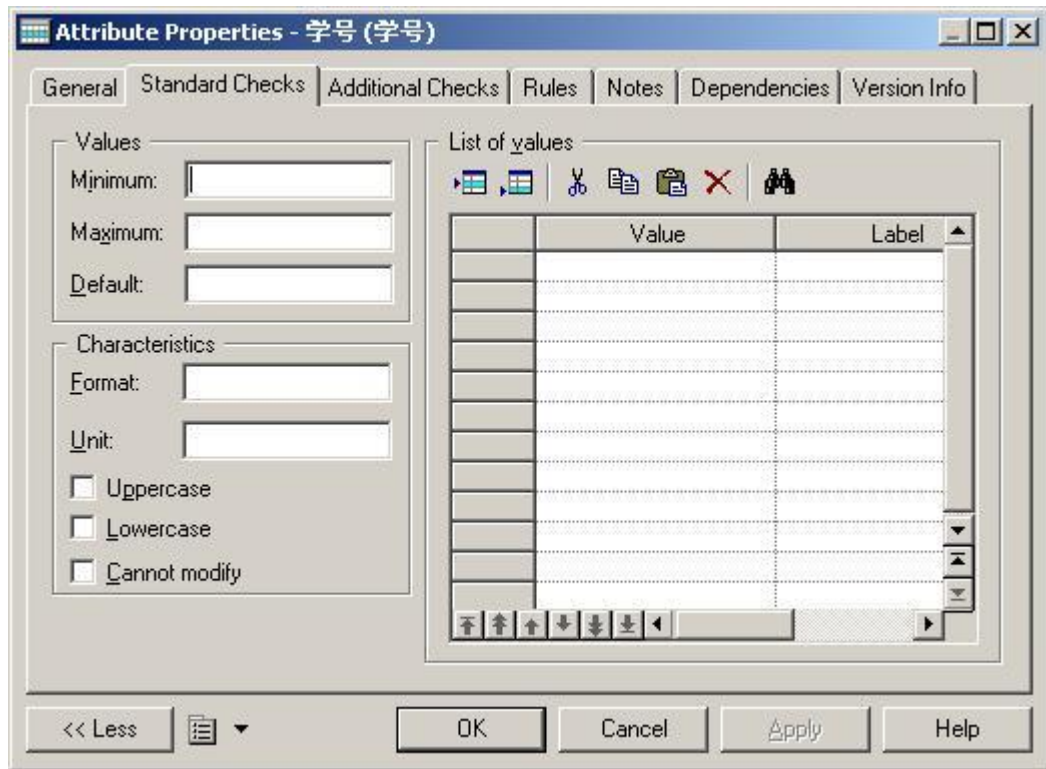 Attribute Properties - 学号 (学号)
General Standard Checks Additional Checks Rules Notes Dependencies Version Info
Values
Minimum:
Maximum:
Default:
Characteristics
Format:
Unit:
Uppercase
Lowercase
Cannot modify
List of values
Value Label
<< Less OK Cancel Apply Help